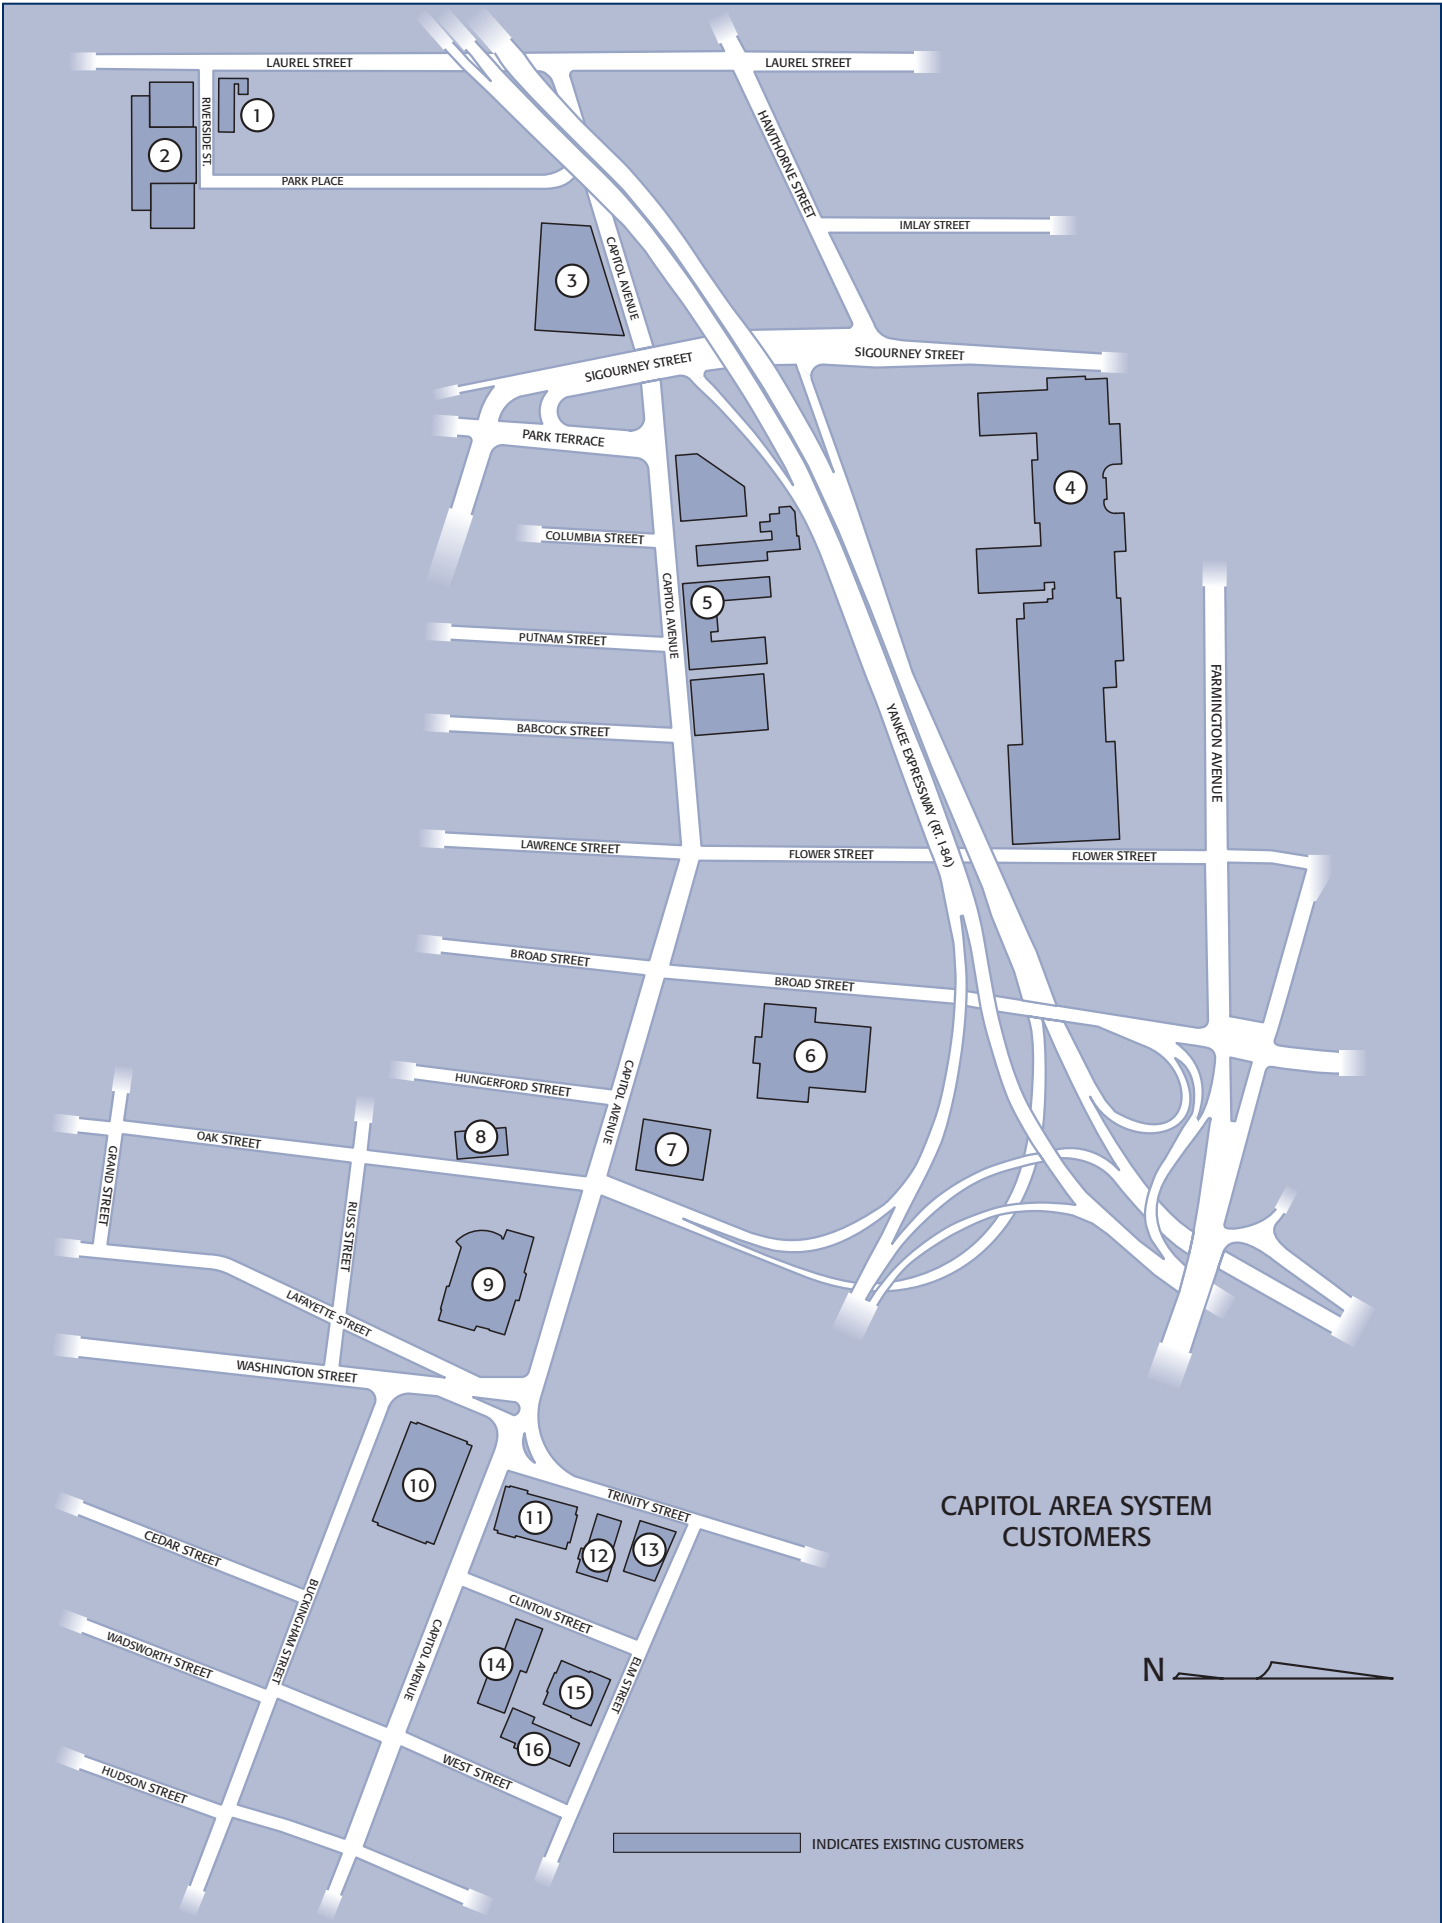 LAUREL STREET
LAUREL STREET
RIVERSIDE ST.
1
2
HAWTHORNE STREET
PARK PLACE
IMLAY STREET
CAPITOL AVENUE
3
SIGOURNEY STREET
SIGOURNEY STREET
PARK TERRACE
4
COLUMBIA STREET
CAPITOL AVENUE
5
PUTNAM STREET
FARMINGTON AVENUE
BABCOCK STREET
YANKEE EXPRESSWAY (RT. I-84)
LAWRENCE STREET
FLOWER STREET
FLOWER STREET
BROAD STREET
BROAD STREET
6
HUNGERFORD STREET
CAPITOL AVENUE
OAK STREET
8
7
GRAND STREET
RUSS STREET
9
LAFAYETTE STREET
WASHINGTON STREET
10
TRINITY STREET
CAPITOL AREA SYSTEM
CUSTOMERS
11
12
13
CEDAR STREET
BUCKINGHAM STREET
CLINTON STREET
CAPITOL AVENUE
WADSWORTH STREET
14
ELM STREET
N
15
16
WEST STREET
HUDSON STREET
INDICATES EXISTING CUSTOMERS